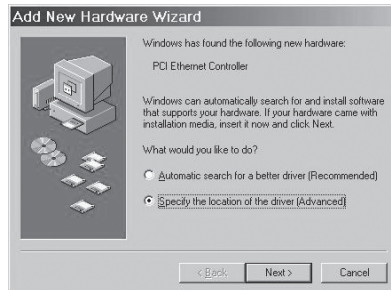 Add New Hardware Wizard
Windows has found the following new hardware:
PCI Ethernet Controller
Windows can automatically search for and install software
that supports your hardware. If your hardware came with
installation media, insert it now and click Next.
What would you like to do?
Automatic search for a better driver (Recommended)
Specify the location of the driver (Advanced)
< Back
Next >
Cancel